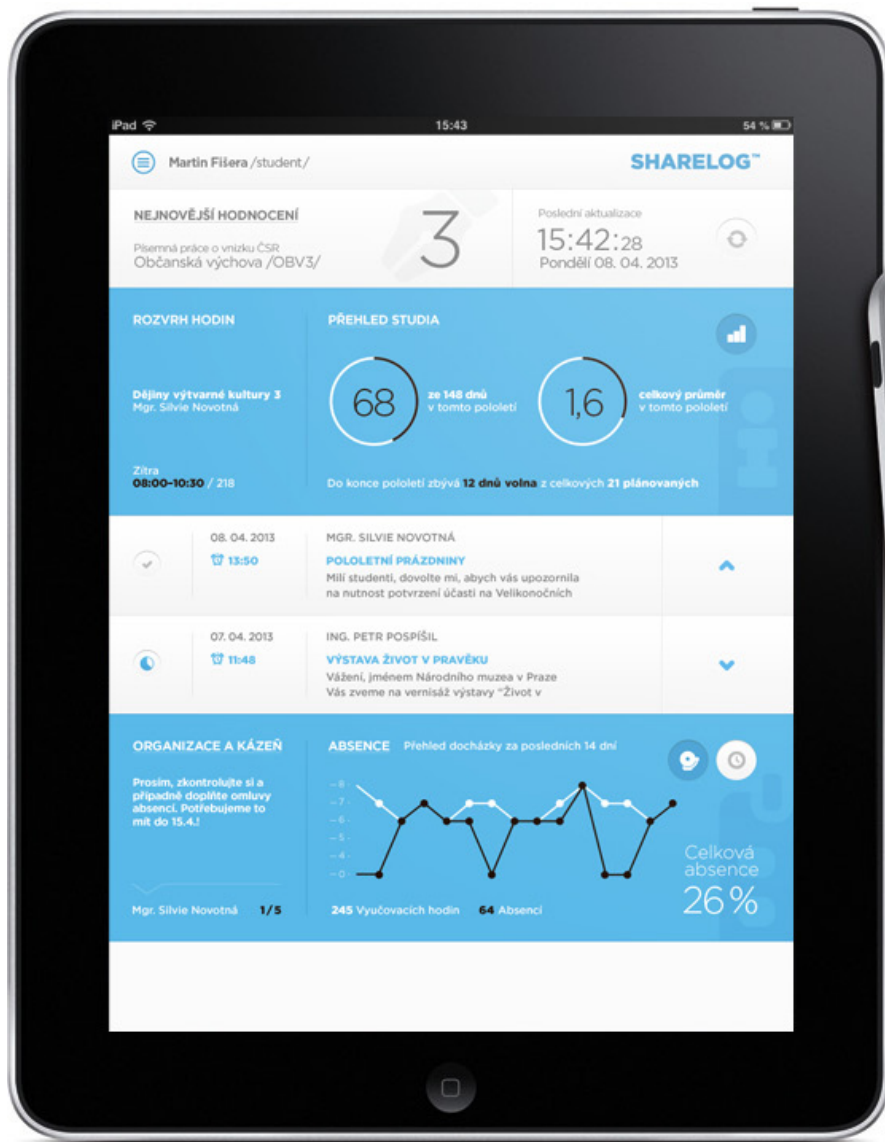 iPad 15:43 54 %
Martin Fišera /student/ SHARELOG™
NEJNOVĚJŠÍ HODNOCENÍ
Písemná práce o vnizku ČSR
Občanská výchova /OBV3/
3
Poslední aktualizace
15:42:28
Pondělí 08. 04. 2013
ROZVRH HODIN
Dějiny výtvarné kultury 3
Mgr. Silvie Novotná
Zítra
08:00-10:30 / 218
PŘEHLED STUDIA
68
ze 148 dnů
v tomto pololetí
1,6
celkový průměr
v tomto pololetí
Do konce pololetí zbývá 12 dnů volna z celkových 21 plánovaných
08. 04. 2013
13:50
MGR. SILVIE NOVOTNÁ
POLOLETNÍ PRÁZDNINY
Milí studenti, dovolte mi, abych vás upozornila
na nutnost potvrzení účasti na Velikonočních
07. 04. 2013
11:48
ING. PETR POSPÍŠIL
VÝSTAVA ŽIVOT V PRAVĚKU
Vážení, jménem Národního muzea v Praze
Vás zveme na vernisáž výstavy "Život v
ORGANIZACE A KÁZEŇ
Prosím, zkontrolujte si a
případně doplňte omluvy
absencí. Potřebujeme to
mít do 15.4.!
Mgr. Silvie Novotná 1/5
ABSENCE Přehled docházky za posledních 14 dní
8
7
6
5
4
0
245 Vyučovacích hodin 64 Absencí
Celková
absence
26%